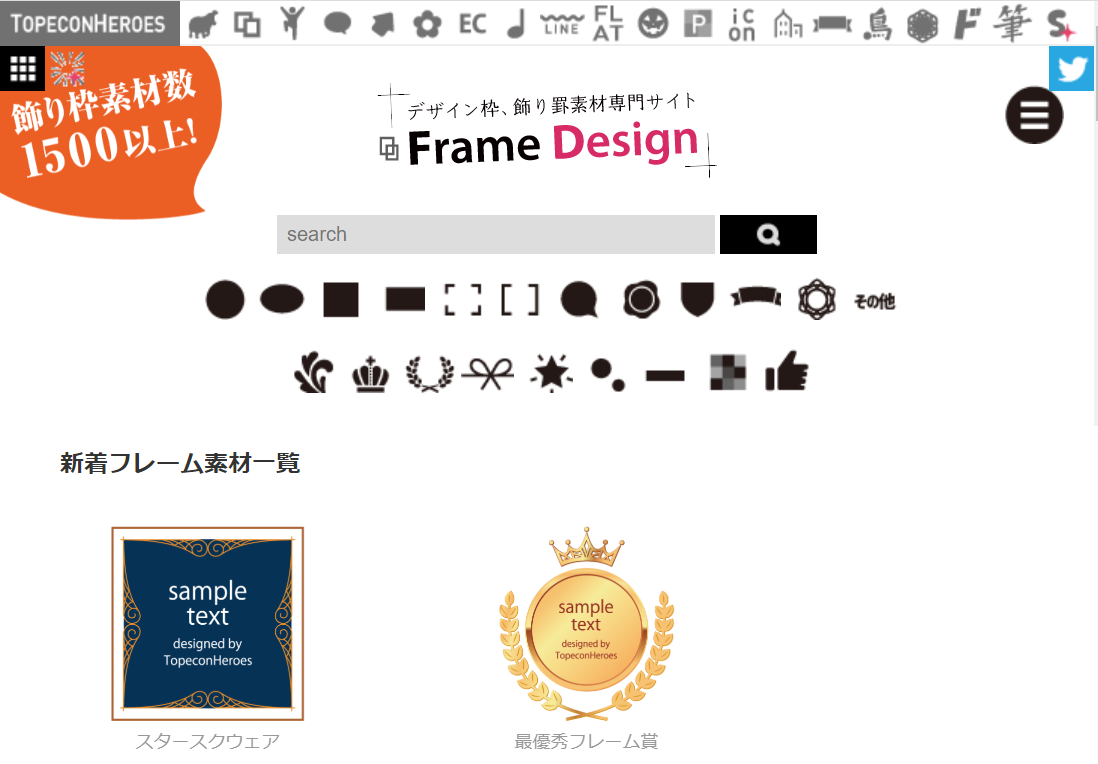 TOPECONHEROES
EC
LINE
FL
AT
P
ic
on
鳥
ド
筆
S
飾り枠素材数
1500以上!
デザイン枠、飾り罫素材専門サイト
Frame Design
search
その他
新着フレーム素材一覧
sample
text
designed by
TopeconHeroes
スタースクウェア
sample
text
designed by
TopeconHeroes
最優秀フレーム賞